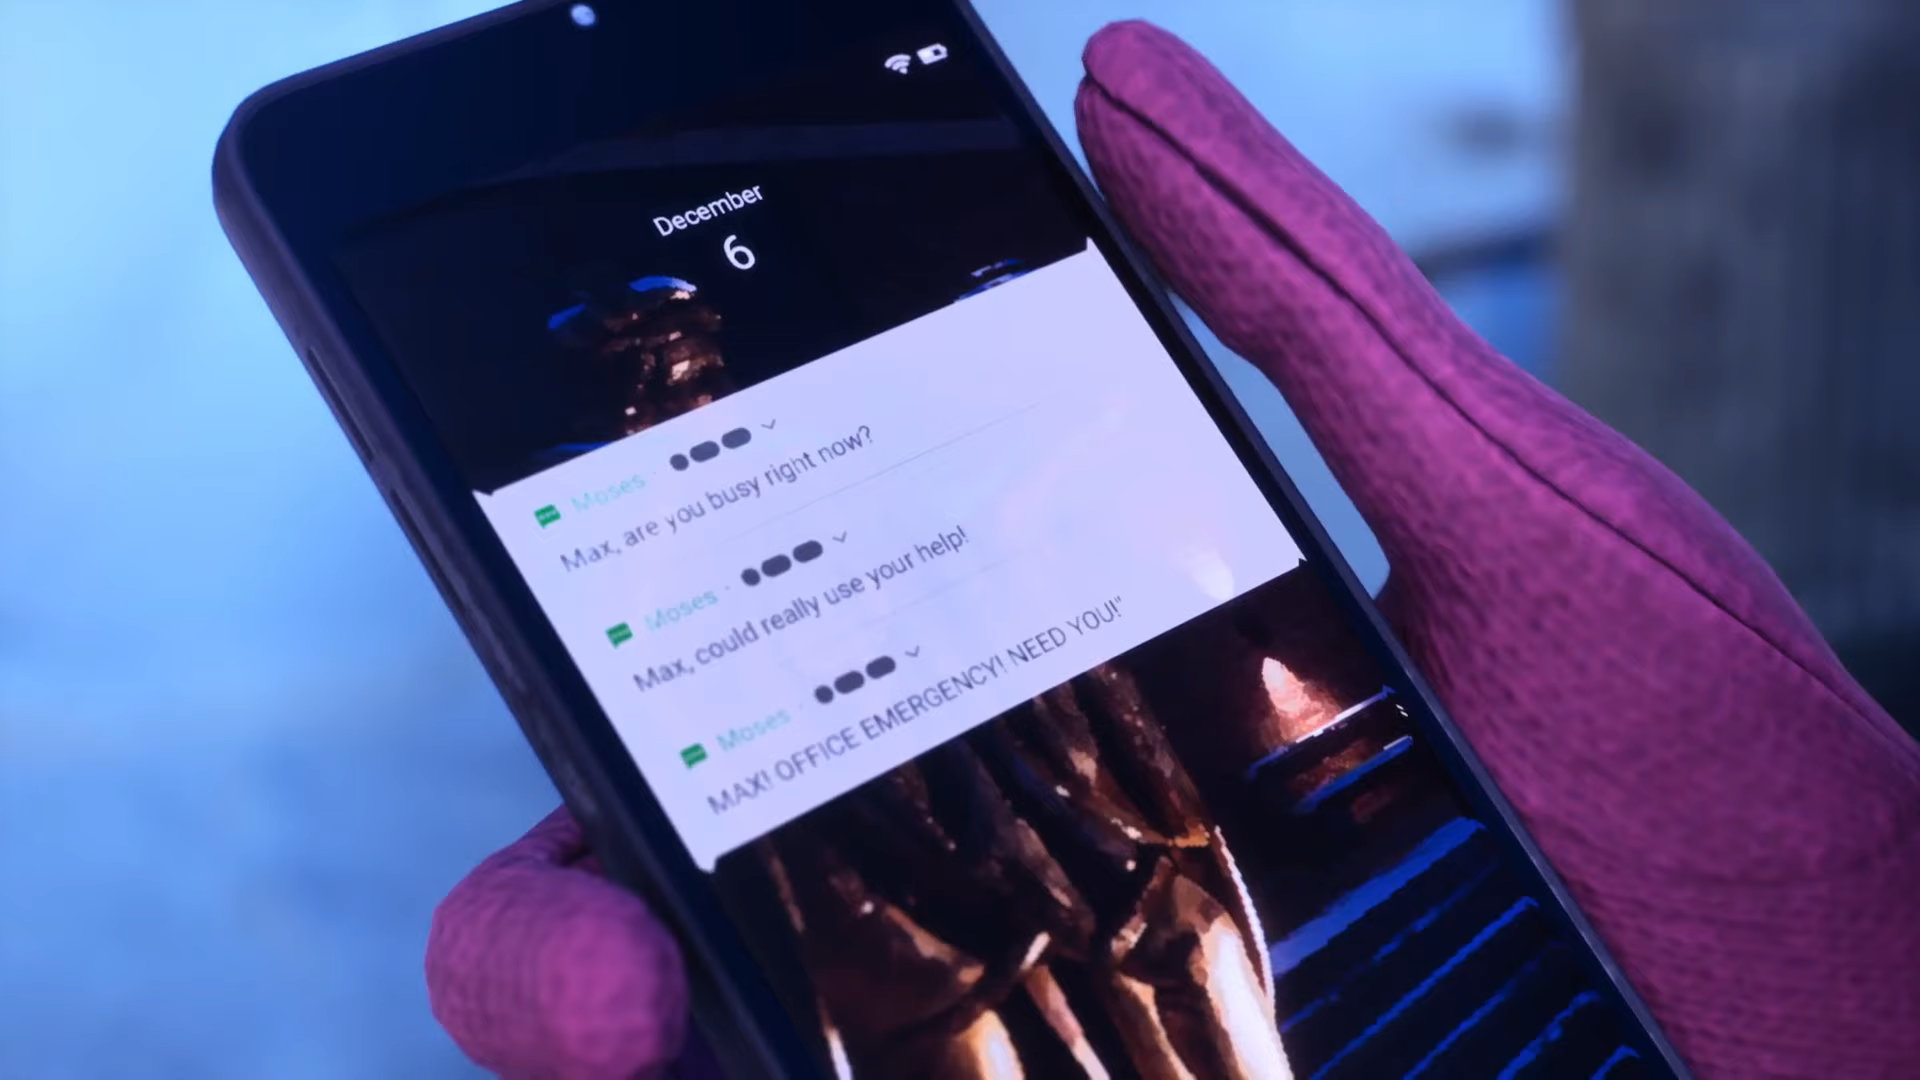 December
6
Moses
Max, are you busy right now?
Moses
Max, could really use your help!
Moses
MAX! OFFICE EMERGENCY! NEED YOU!"